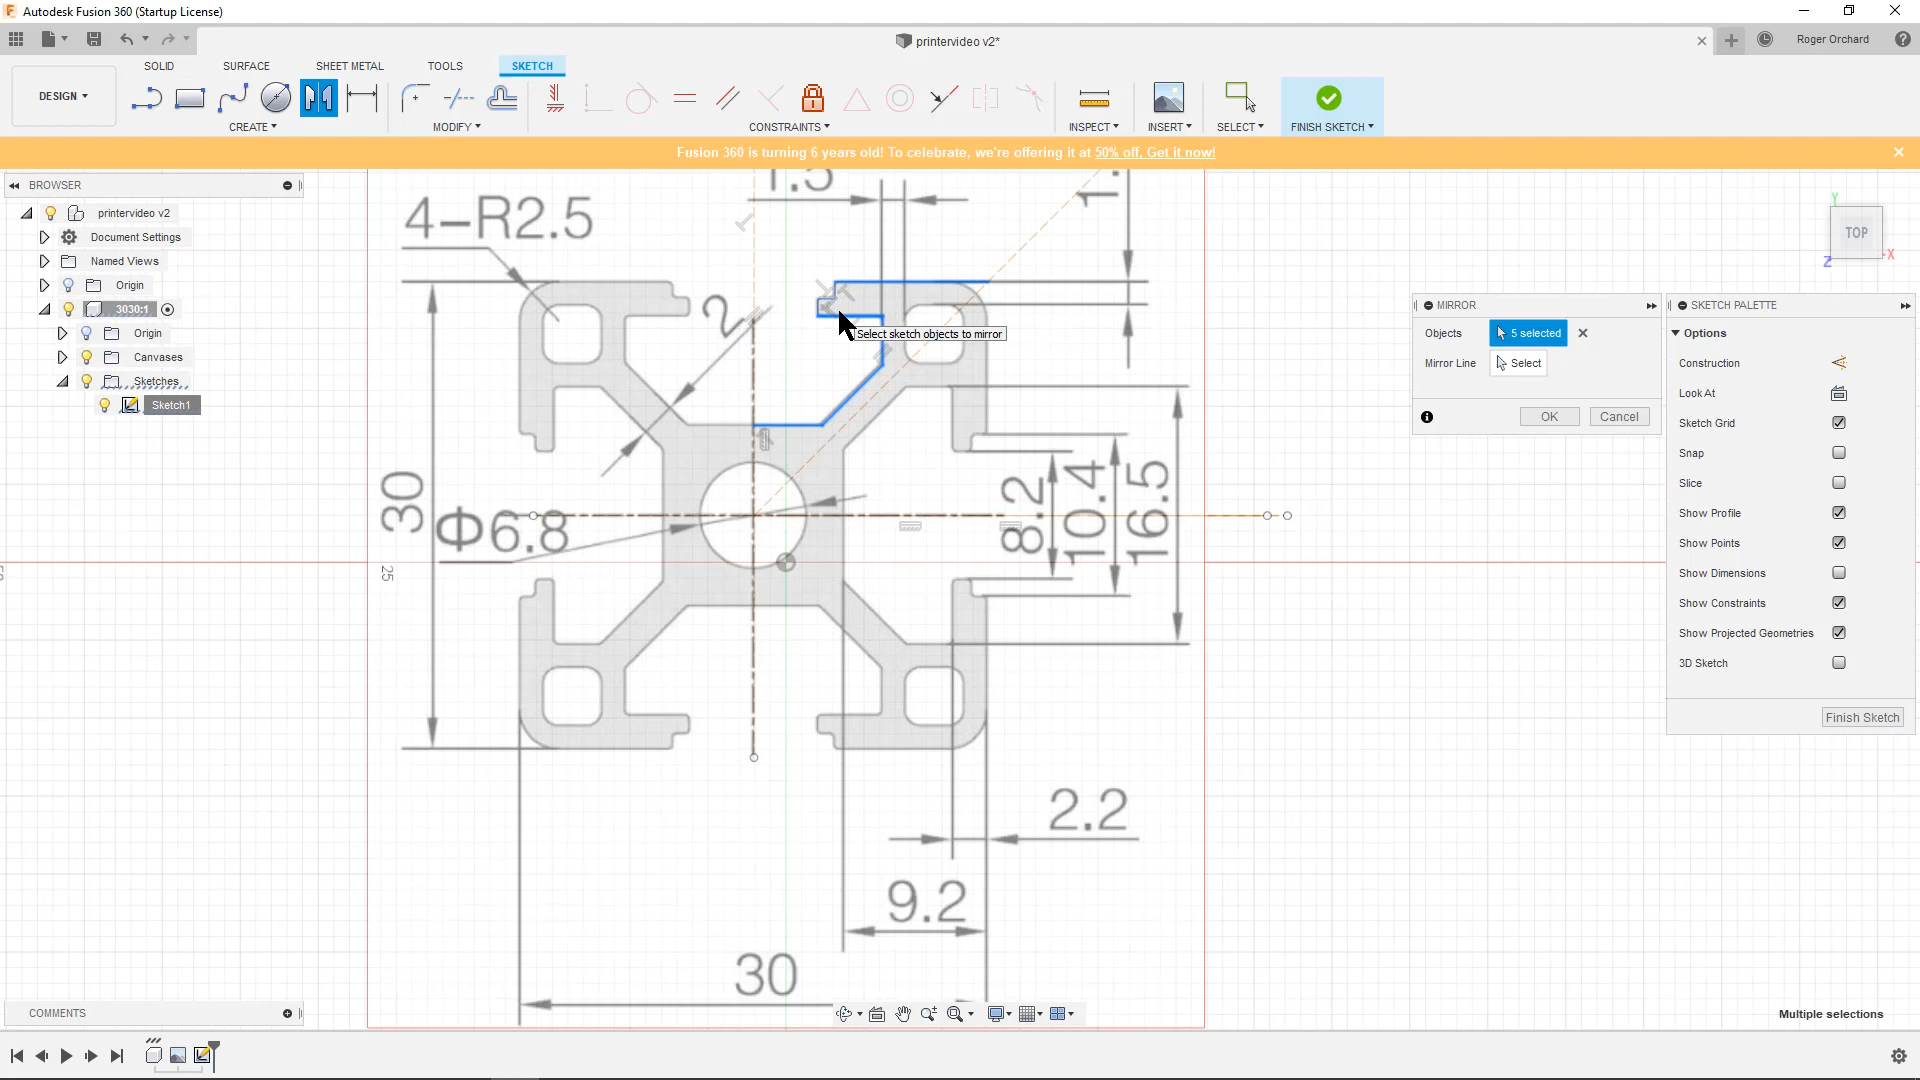 Autodesk Fusion 360 (Startup License)
printervideo v2*
Roger Orchard
SOLID
SURFACE
SHEET METAL
TOOLS
SKETCH
DESIGN
CREATE
MODIFY
CONSTRAINTS
INSPECT
INSERT
SELECT
FINISH SKETCH
Fusion 360 is turning 6 years old! To celebrate, we're offering it at 50% off. Get it now!
BROWSER
printervideo v2
Document Settings
Named Views
Origin
3030:1
Origin
Canvases
Sketches
Sketch1
4-R2.5
1.5
2
30
Φ6.8
25
8.2
10.4
16.5
2.2
9.2
30
Select sketch objects to mirror
TOP
Y
X
Z
MIRROR
Objects
5 selected
Mirror Line
Select
OK
Cancel
SKETCH PALETTE
Options
Construction
Look At
Sketch Grid
Snap
Slice
Show Profile
Show Points
Show Dimensions
Show Constraints
Show Projected Geometries
3D Sketch
Finish Sketch
COMMENTS
Multiple selections